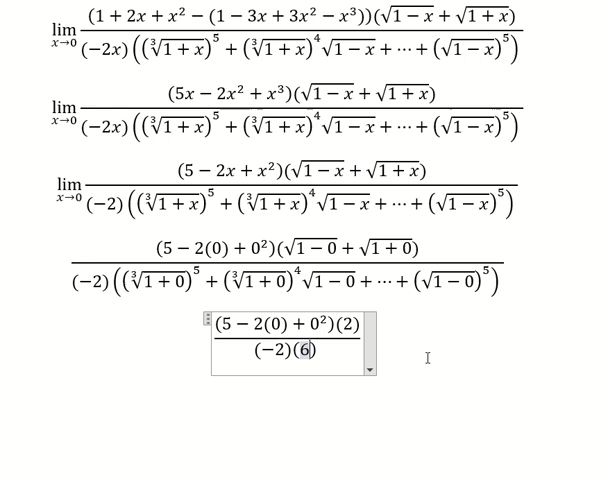 lim x→0 (1 + 2x + x² − (1 − 3x + 3x² − x³))(√(1 − x) + √(1 + x)) / (−2x)((∛(1 + x))⁵ + (∛(1 + x))⁴√(1 − x) + ⋯ + (√(1 − x))⁵)
lim x→0 (5x − 2x² + x³)(√(1 − x) + √(1 + x)) / (−2x)((∛(1 + x))⁵ + (∛(1 + x))⁴√(1 − x) + ⋯ + (√(1 − x))⁵)
lim x→0 (5 − 2x + x²)(√(1 − x) + √(1 + x)) / (−2)((∛(1 + x))⁵ + (∛(1 + x))⁴√(1 − x) + ⋯ + (√(1 − x))⁵)
(5 − 2(0) + 0²)(√(1 − 0) + √(1 + 0)) / (−2)((∛(1 + 0))⁵ + (∛(1 + 0))⁴√(1 − 0) + ⋯ + (√(1 − 0))⁵)
(5 − 2(0) + 0²)(2) / (−2)(6)